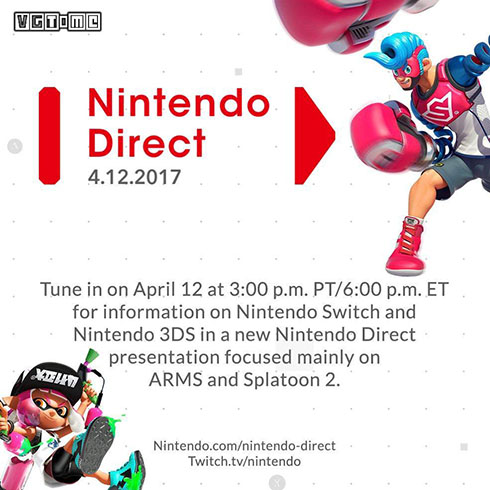 VGTIME
Nintendo
Direct
4.12.2017
Tune in on April 12 at 3:00 p.m. PT/6:00 p.m. ET
for information on Nintendo Switch and
Nintendo 3DS in a new Nintendo Direct
presentation focused mainly on
ARMS and Splatoon 2.
Nintendo.com/nintendo-direct
Twitch.tv/nintendo